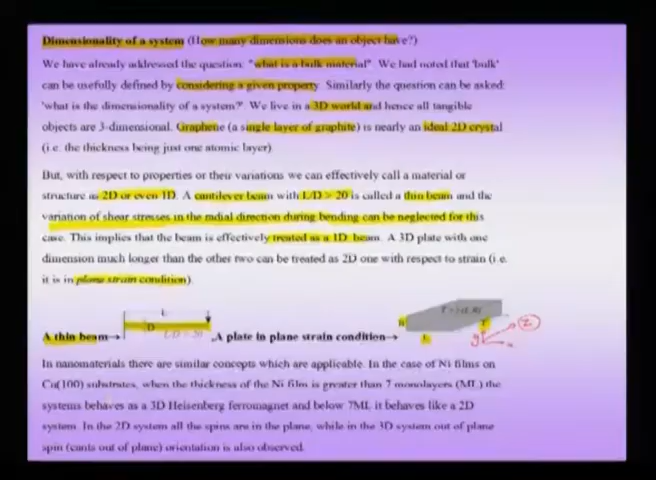 Dimensionality of a system (How many dimensions does an object have?)
We have already addressed the question: "what is a bulk material". We had noted that 'bulk'
can be usefully defined by considering a given property. Similarly the question can be asked:
'what is the dimensionality of a system?'. We live in a 3D world and hence all tangible
objects are 3-dimensional. Graphene (a single layer of graphite) is nearly an ideal 2D crystal
(i.e. the thickness being just one atomic layer).
But, with respect to properties or their variations we can effectively call a material or
structure as 2D or even 1D. A cantilever beam with L/D > 20 is called a thin beam and the
variation of shear stresses in the radial direction during bending can be neglected for this
case. This implies that the beam is effectively treated as a 1D beam. A 3D plate with one
dimension much longer than the other two can be treated as 2D one with respect to strain (i.e.
it is in plane strain condition).
L
D
A thin beam→ L/D > 20 , A plate in plane strain condition→
T
z
y
x
In nanomaterials there are similar concepts which are applicable. In the case of Ni films on
Cu(100) substrates, when the thickness of the Ni film is greater than 7 monolayers (ML) the
systems behaves as a 3D Heisenberg ferromagnet and below 7ML it behaves like a 2D
system. In the 2D system all the spins are in the plane, while in the 3D system out of plane
spin (cants out of plane) orientation is also observed.